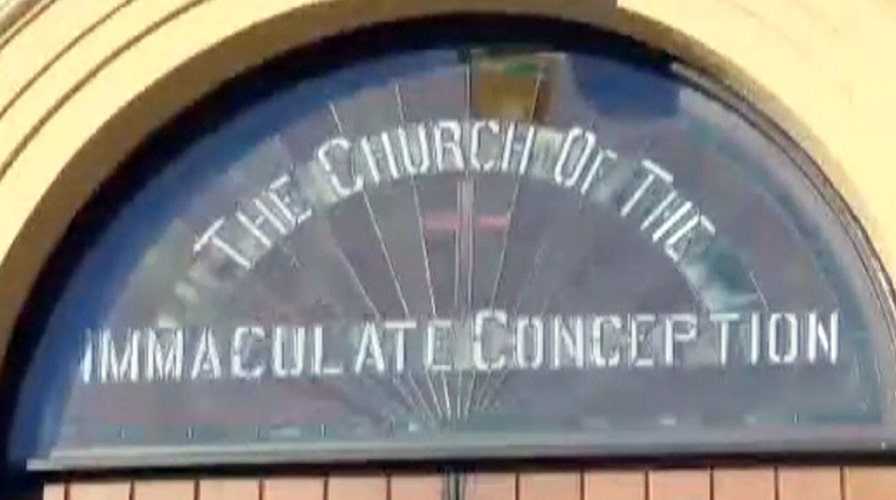 THE CHURCH OF THE
IMMACULATE CONCEPTION